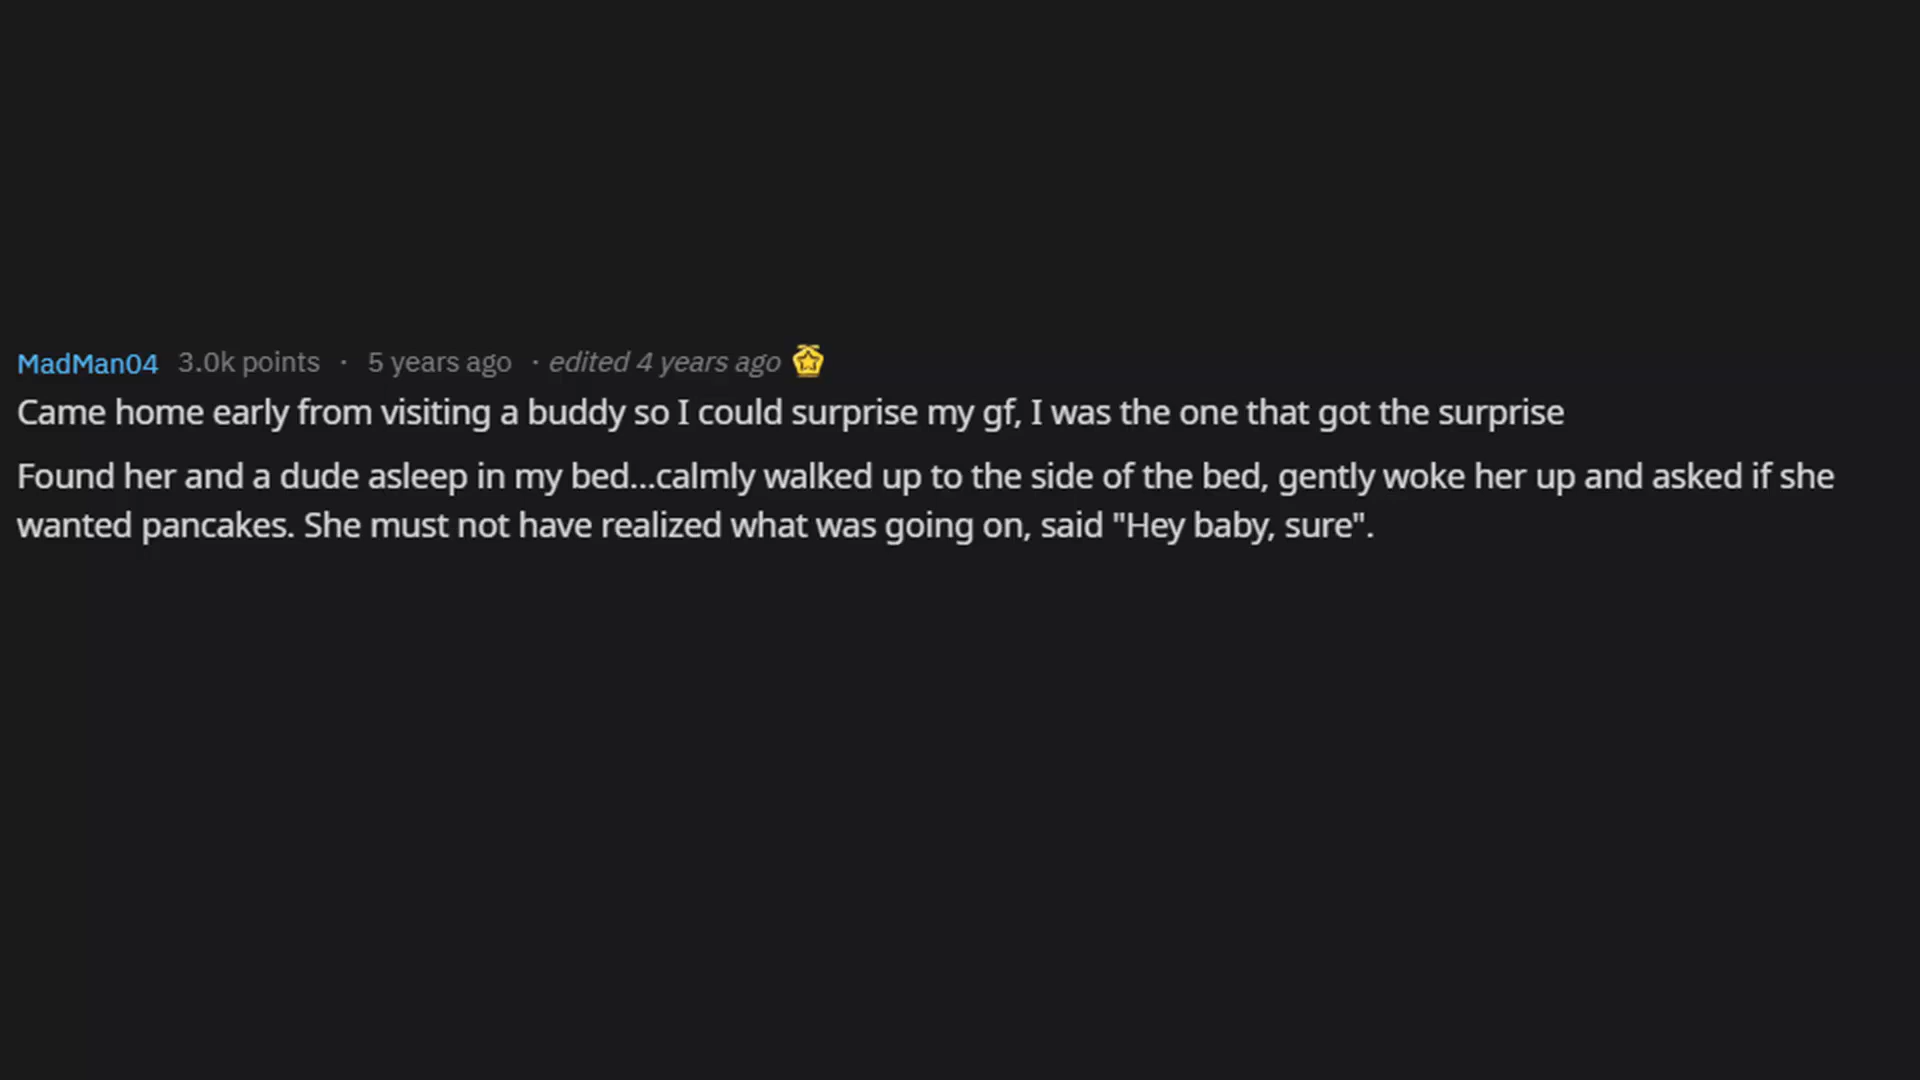 MadMan04 3.0k points · 5 years ago · edited 4 years ago
Came home early from visiting a buddy so I could surprise my gf, I was the one that got the surprise
Found her and a dude asleep in my bed...calmly walked up to the side of the bed, gently woke her up and asked if she
wanted pancakes. She must not have realized what was going on, said "Hey baby, sure".